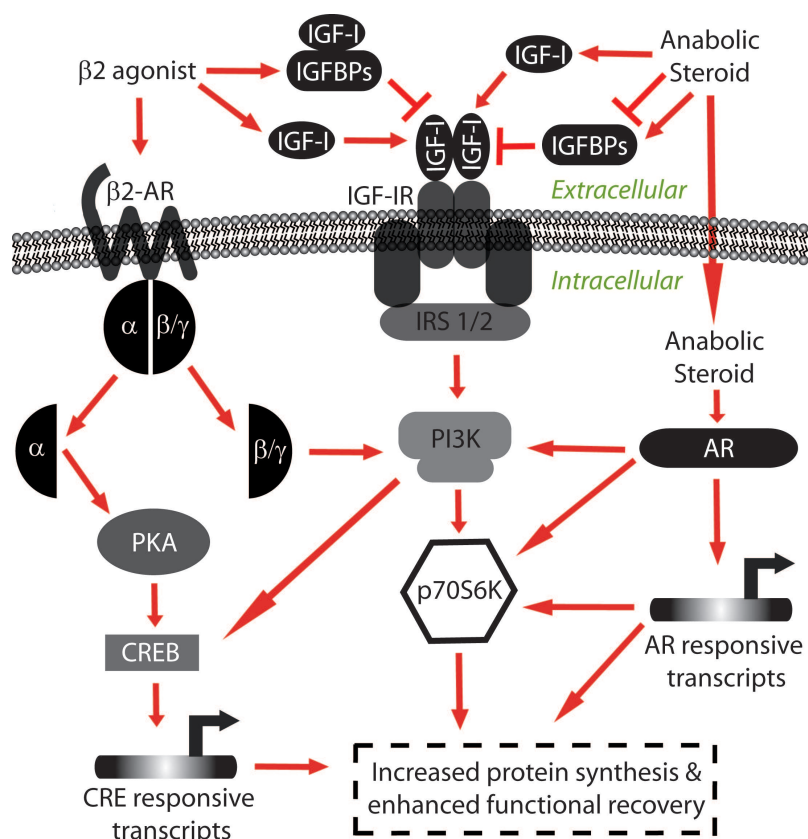 IGF-I
IGFBPs
β2 agonist
IGF-I
IGF-I
Anabolic
Steroid
IGF-I
IGF-I
IGFBPs
β2-AR
IGF-IR
Extracellular
Intracellular
α
β/γ
IRS 1/2
Anabolic
Steroid
α
β/γ
PI3K
AR
PKA
p70S6K
CREB
AR responsive
transcripts
CRE responsive
transcripts
Increased protein synthesis &
enhanced functional recovery